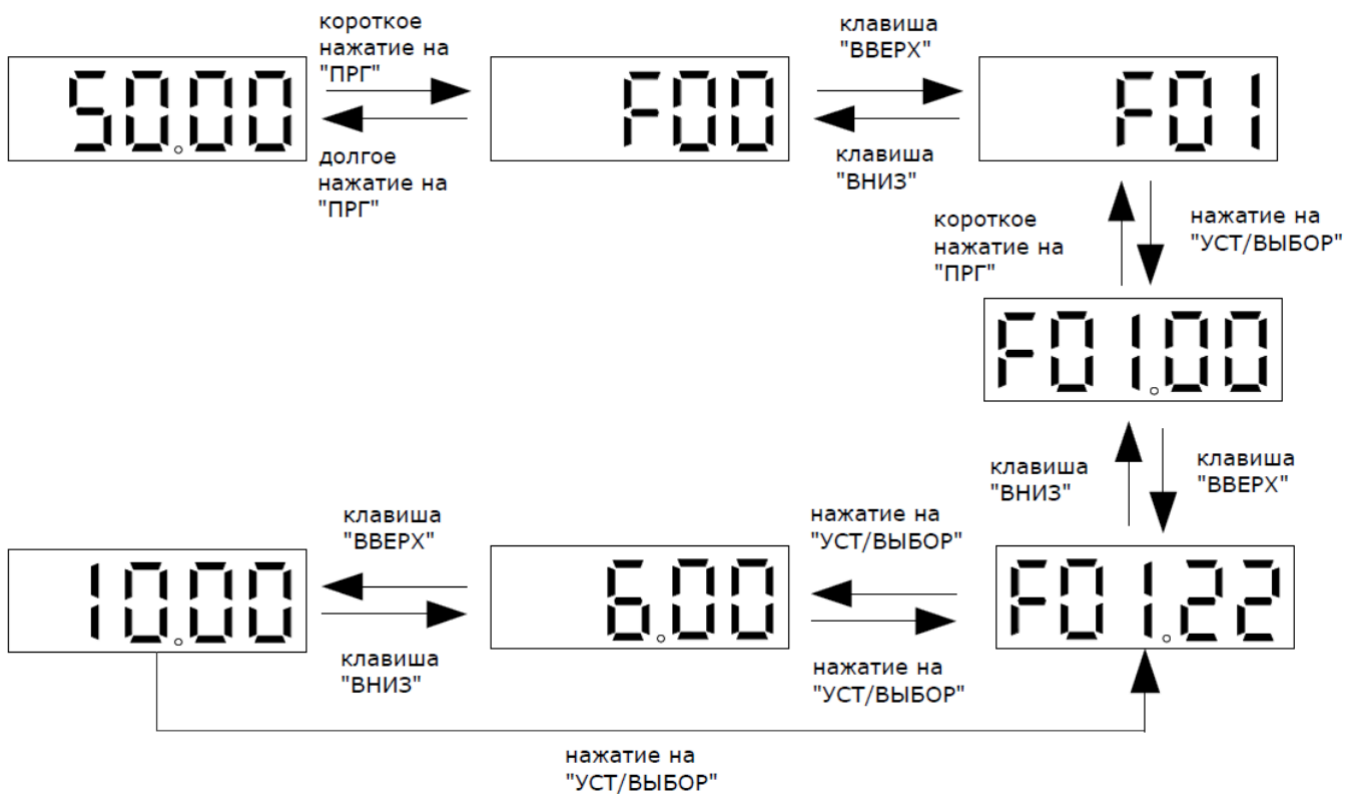 короткое
нажатие на
"ПРГ"
клавиша
"ВВЕРХ"
50.00
F00
F01
долгое
нажатие на
"ПРГ"
клавиша
"ВНИЗ"
короткое
нажатие на
"ПРГ"
нажатие на
"УСТ/ВЫБОР"
F01.00
клавиша
"ВНИЗ"
клавиша
"ВВЕРХ"
клавиша
"ВВЕРХ"
нажатие на
"УСТ/ВЫБОР"
10.00
6.00
F01.22
клавиша
"ВНИЗ"
нажатие на
"УСТ/ВЫБОР"
нажатие на
"УСТ/ВЫБОР"